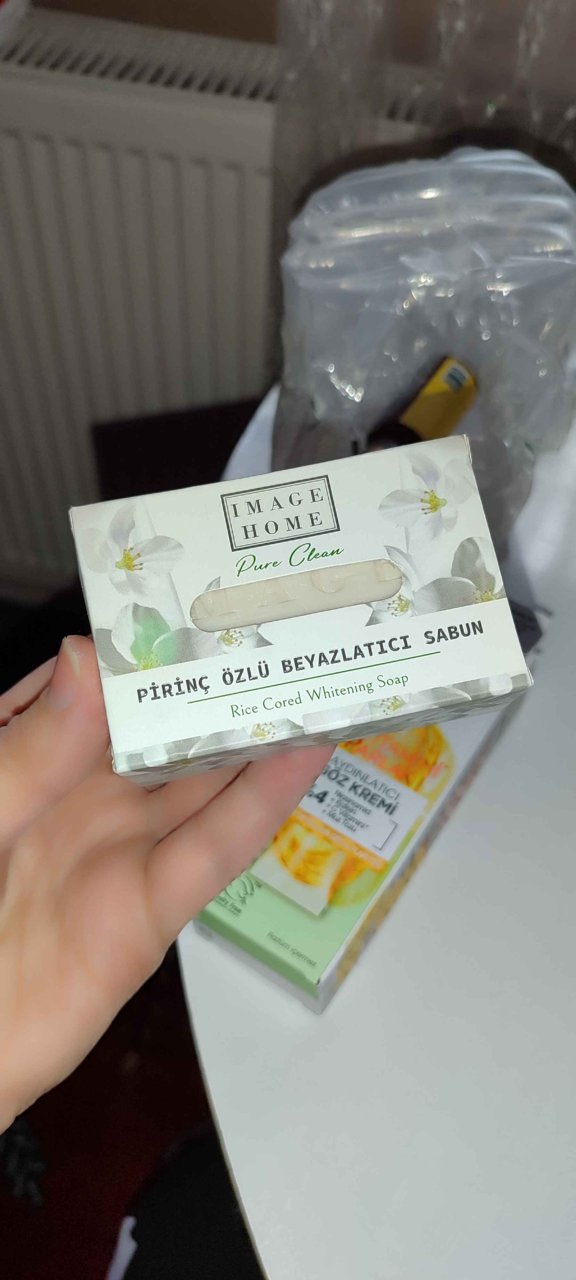 IMAGE
HOME
Pure Clean
PİRİNÇ ÖZLÜ BEYAZLATICI SABUN
Rice Cored Whitening Soap
AYDINLATICI
GÖZ KREMİ